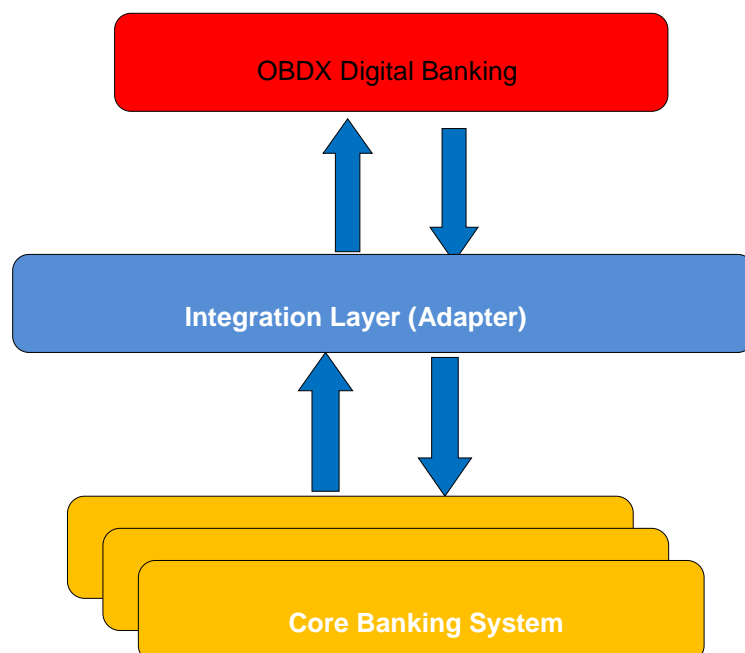 OBDX Digital Banking
Integration Layer (Adapter)
Core Banking System